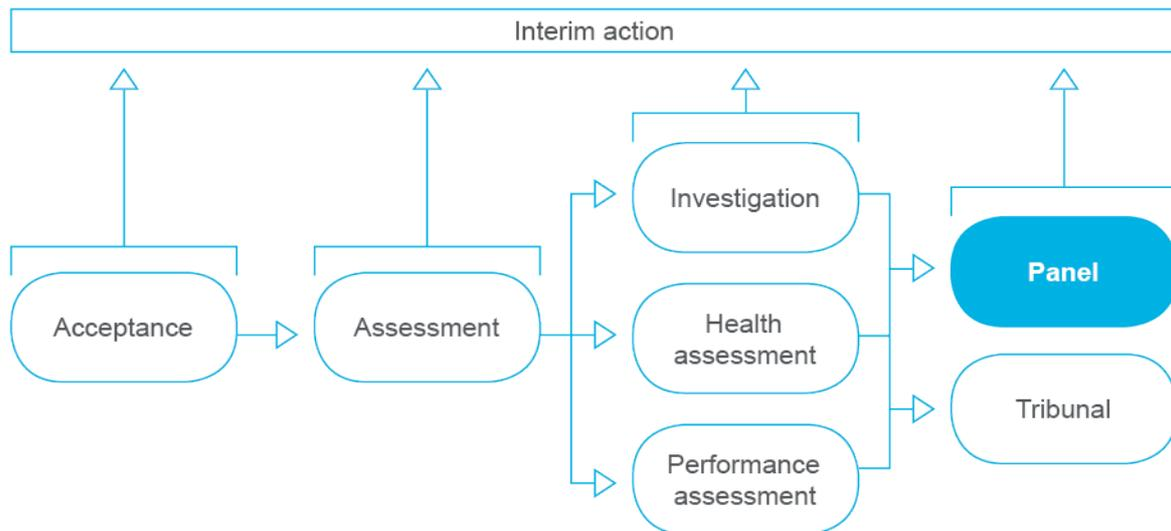 Interim action
Acceptance
Assessment
Investigation
Health
assessment
Performance
assessment
Panel
Tribunal